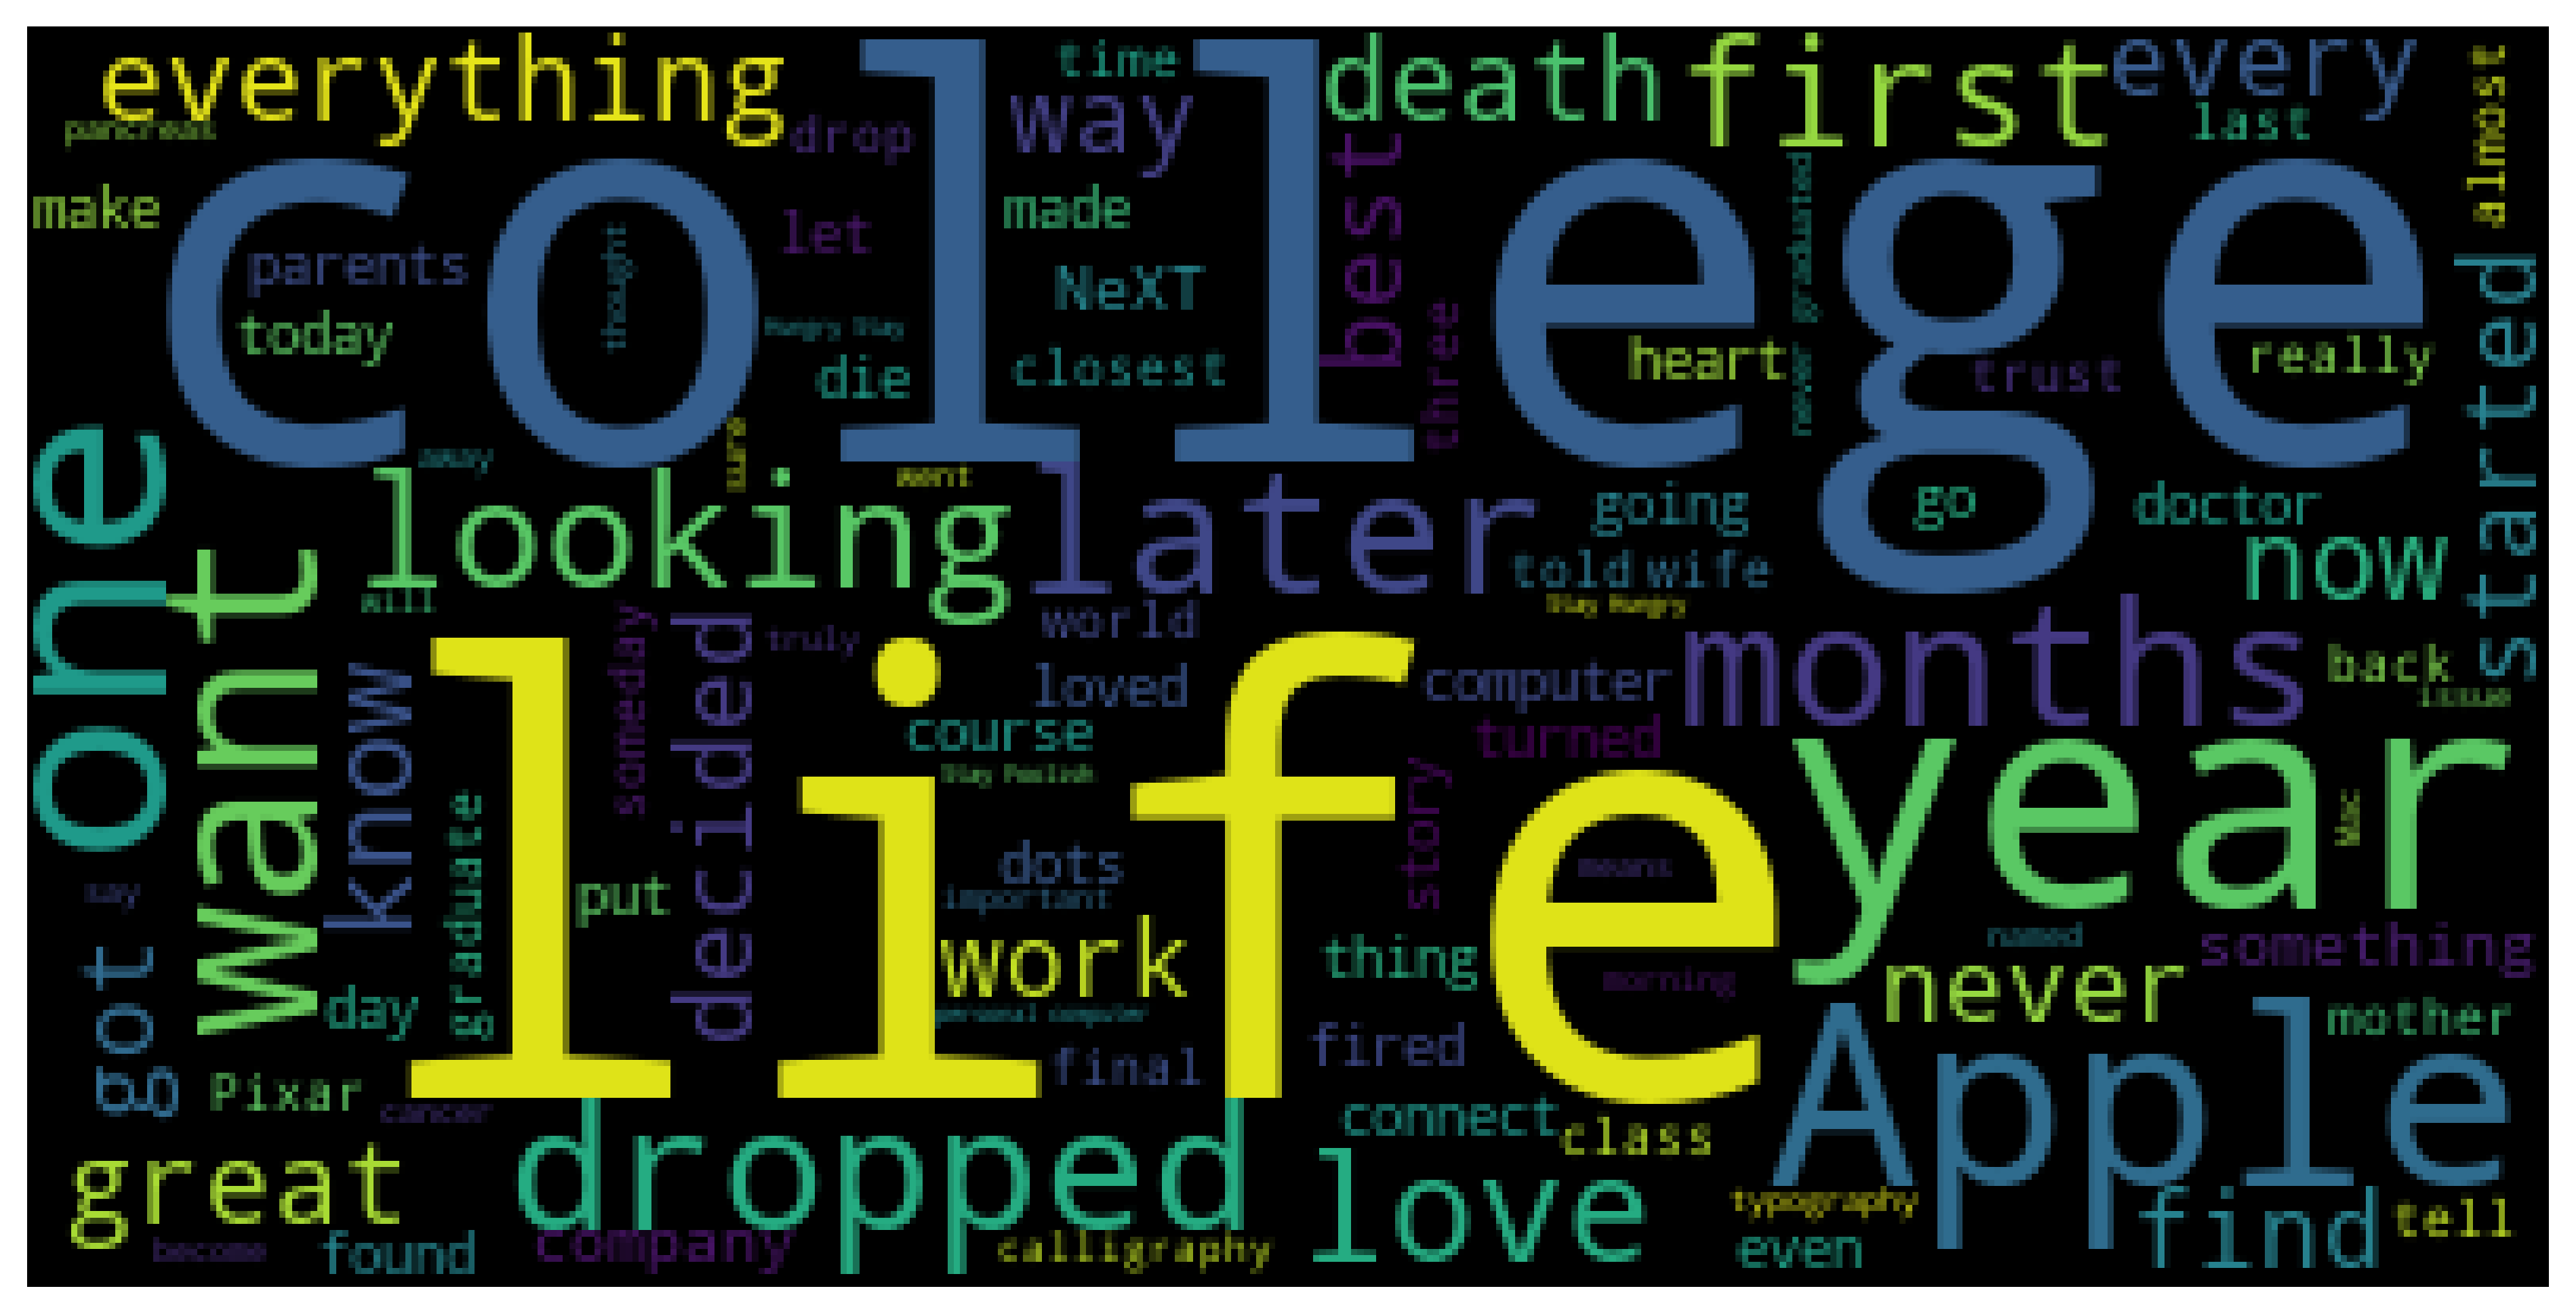 everything
time
death
first
every
almost
pancreat
drop
way
best
last
make
let
made
graduated
parents
thought
NeXT
started
today
Hungry Stay
three
heart
trust
really
die
closest
never
one
away
looking
went
later
going
go
doctor
told
wife
now
want
will
someday
decided
truly
world
Stay Hungry
months
college
know
loved
computer
back
issue
course
turned
life
Stay Foolish
story
year
Mac
graduate
put
dots
means
say
important
got
work
thing
named
something
day
morning
never
personal computer
fired
mother
Pixar
final
Apple
cancer
connect
class
great
dropped
love
typography
find
tell
become
found
company
calligraphy
even